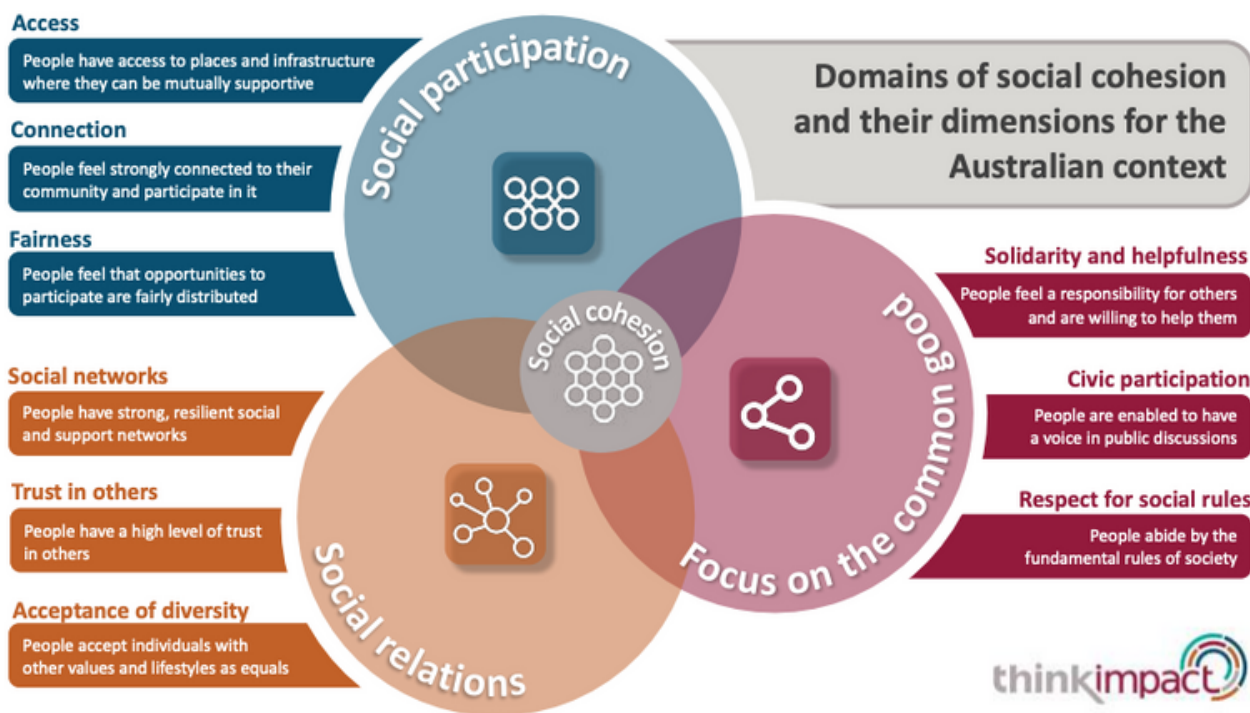 Access
People have access to places and infrastructure
where they can be mutually supportive
Connection
People feel strongly connected to their
community and participate in it
Fairness
People feel that opportunities to
participate are fairly distributed
Social networks
People have strong, resilient social
and support networks
Trust in others
People have a high level of trust
in others
Acceptance of diversity
People accept individuals with
other values and lifestyles as equals
Social participation
Social cohesion
Social relations
Focus on the common good
Domains of social cohesion
and their dimensions for the
Australian context
Solidarity and helpfulness
People feel a responsibility for others
and are willing to help them
Civic participation
People are enabled to have
a voice in public discussions
Respect for social rules
People abide by the
fundamental rules of society
thinkimpact